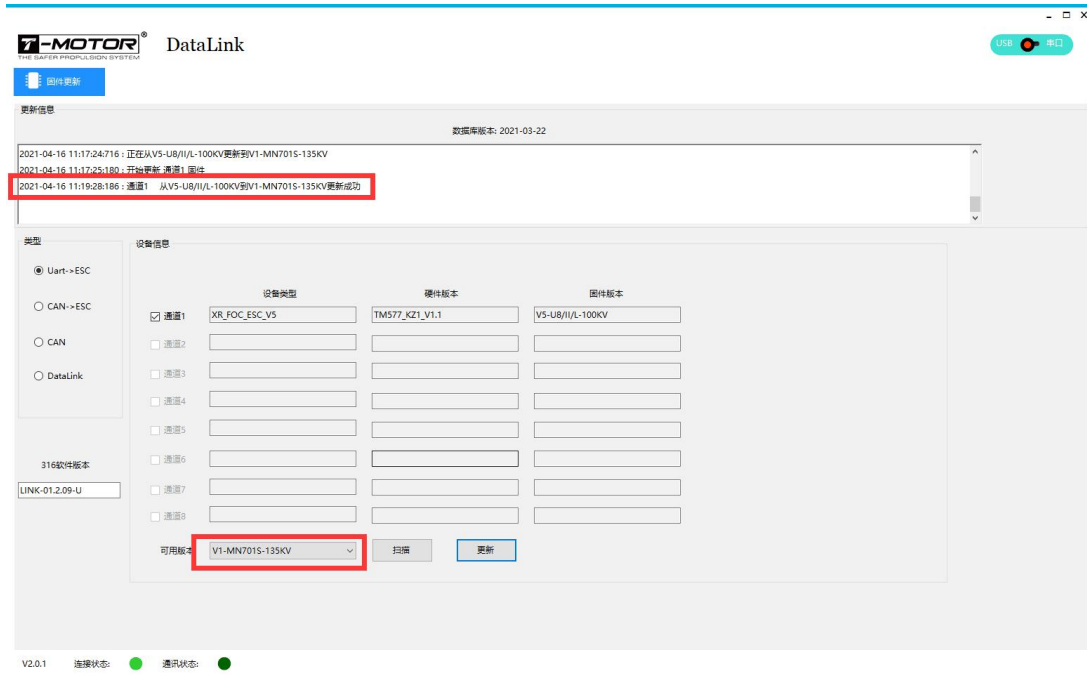 T-MOTOR®
THE SAFER PROPULSION SYSTEM
DataLink
USB 串口
固件更新
更新信息
数据库版本: 2021-03-22
2021-04-16 11:17:24:716 : 正在从V5-U8/II/L-100KV更新到V1-MN701S-135KV
2021-04-16 11:17:25:180 : 开始更新 通道1 固件
2021-04-16 11:19:28:186 : 通道1 从V5-U8/II/L-100KV到V1-MN701S-135KV更新成功
类型
Uart->ESC
CAN->ESC
CAN
DataLink
316软件版本
LINK-01.2.09-U
设备信息
设备类型 硬件版本 固件版本
通道1 XR_FOC_ESC_V5 TM577_KZ1_V1.1 V5-U8/II/L-100KV
通道2
通道3
通道4
通道5
通道6
通道7
通道8
可用版本 V1-MN701S-135KV 扫描 更新
V2.0.1 连接状态: 通讯状态: